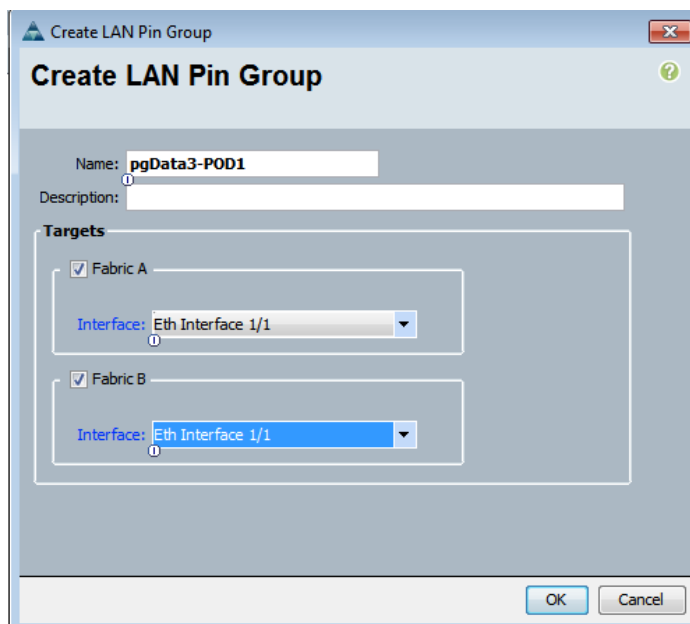 Create LAN Pin Group
Create LAN Pin Group
Name: pgData3-POD1
Description:
Targets
Fabric A
Interface: Eth Interface 1/1
Fabric B
Interface: Eth Interface 1/1
OK Cancel